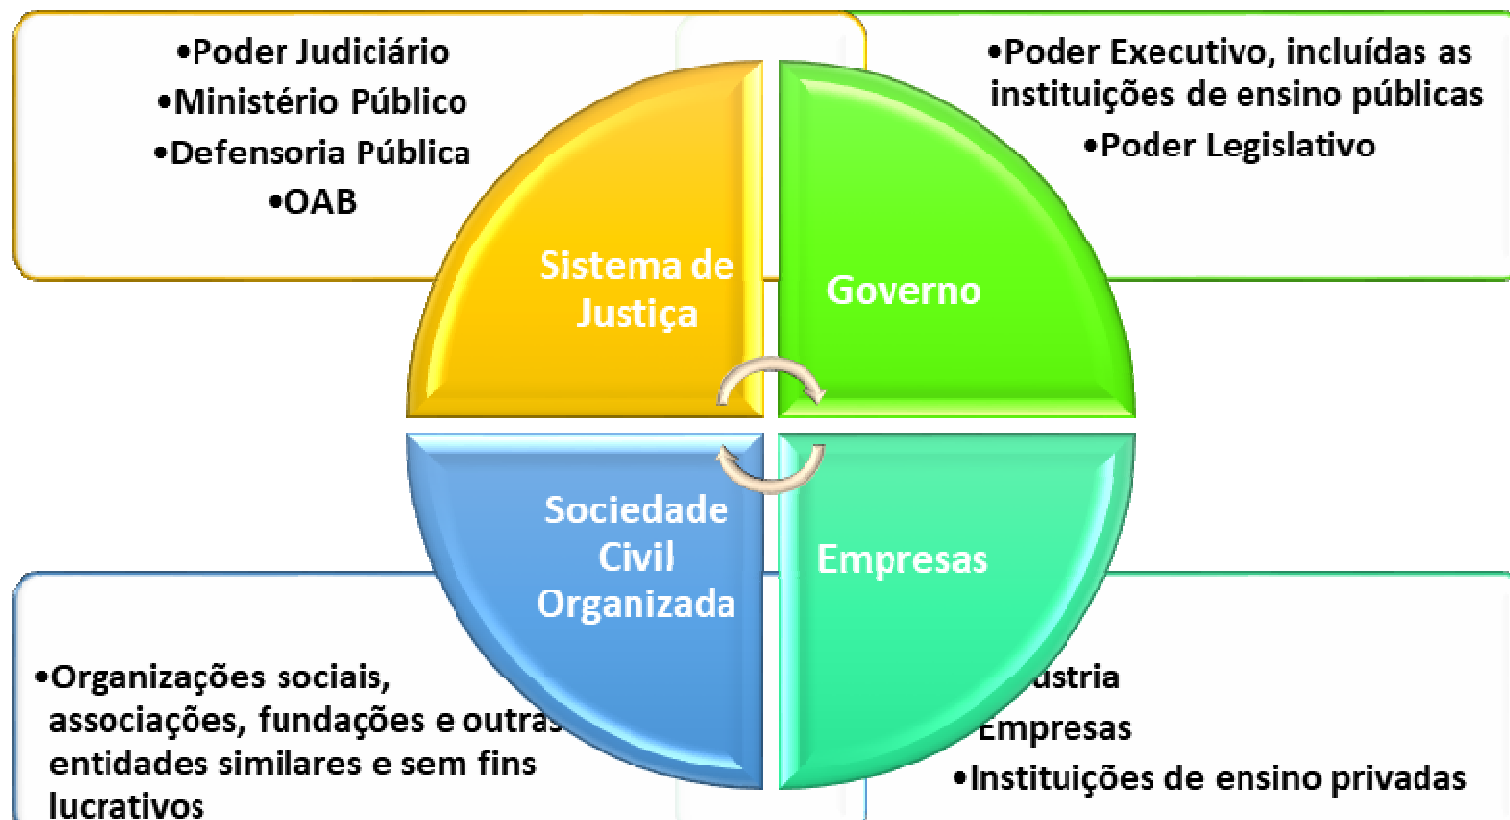 •Poder Judiciário
•Ministério Público
•Defensoria Pública
•OAB
•Poder Executivo, incluídas as
instituições de ensino públicas
•Poder Legislativo
Sistema de
Justiça
Governo
Sociedade
Civil
Organizada
Empresas
•Organizações sociais,
associações, fundações e outras
entidades similares e sem fins
lucrativos
Empresas
•Instituições de ensino privadas